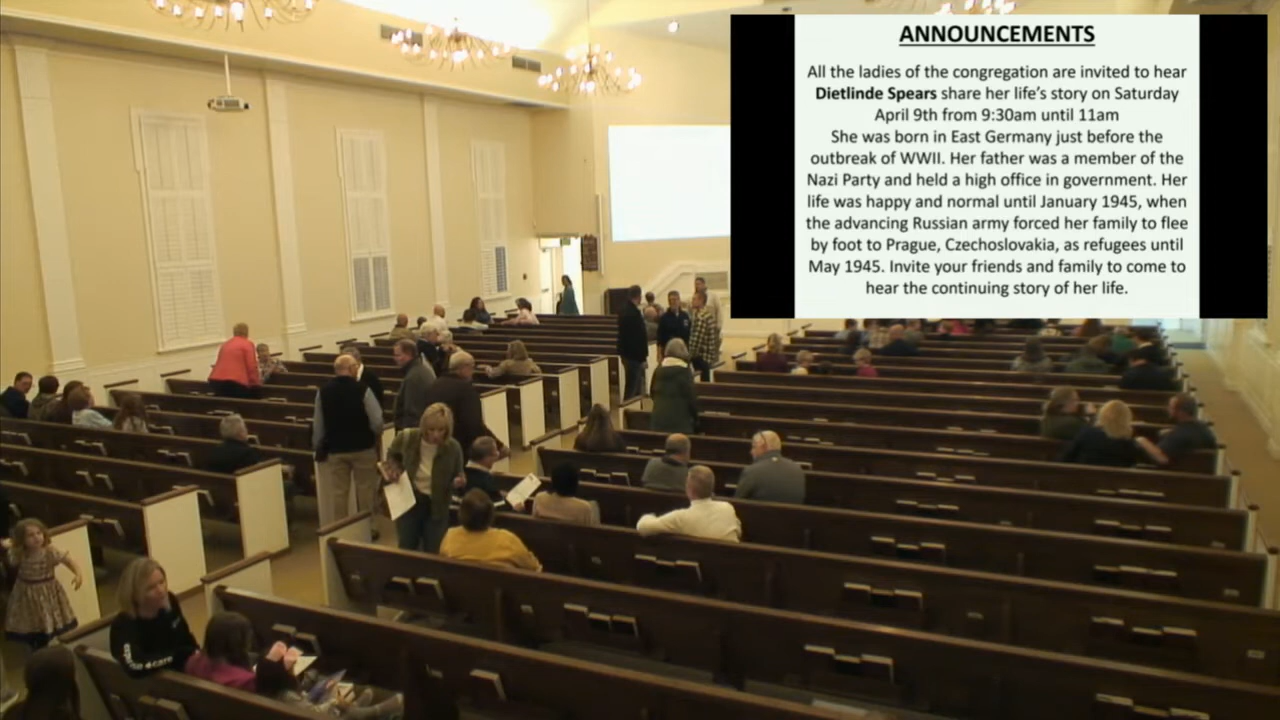 ANNOUNCEMENTS
All the ladies of the congregation are invited to hear
Dietlinde Spears share her life’s story on Saturday
April 9th from 9:30am until 11am
She was born in East Germany just before the
outbreak of WWII. Her father was a member of the
Nazi Party and held a high office in government. Her
life was happy and normal until January 1945, when
the advancing Russian army forced her family to flee
by foot to Prague, Czechoslovakia, as refugees until
May 1945. Invite your friends and family to come to
hear the continuing story of her life.